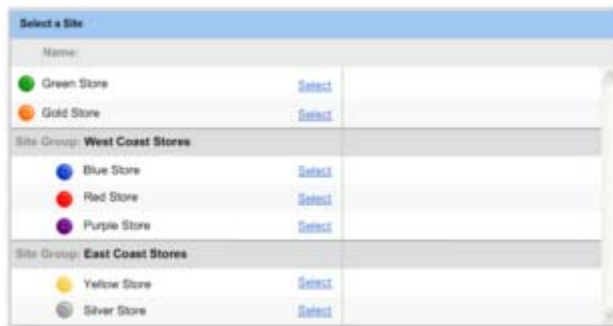 Select a Site
Name:
Green Store Select
Gold Store Select
Site Group: West Coast Stores
Blue Store Select
Red Store Select
Purple Store Select
Site Group: East Coast Stores
Yellow Store Select
Silver Store Select